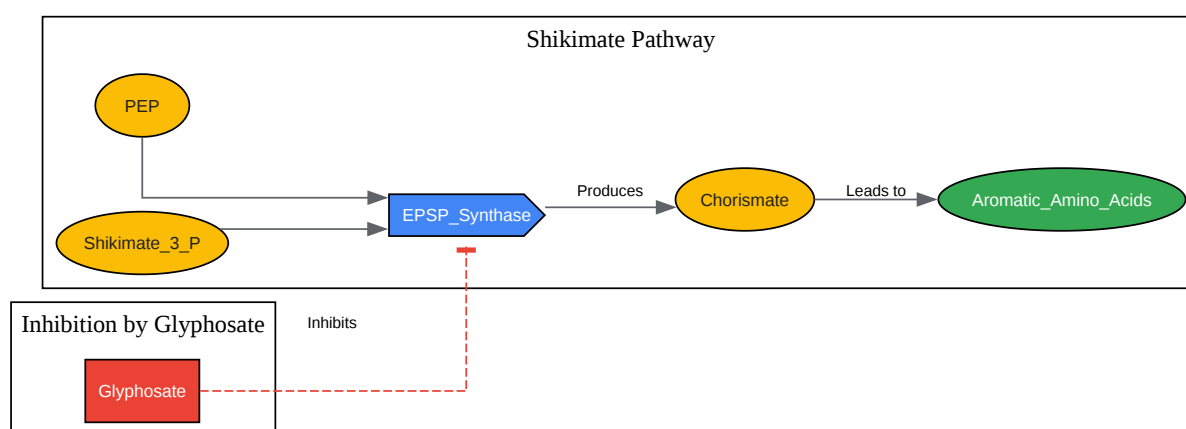 Shikimate Pathway
PEP
Shikimate_3_P
EPSP_Synthase
Produces
Chorismate
Leads to
Aromatic_Amino_Acids
Inhibition by Glyphosate
Inhibits
Glyphosate